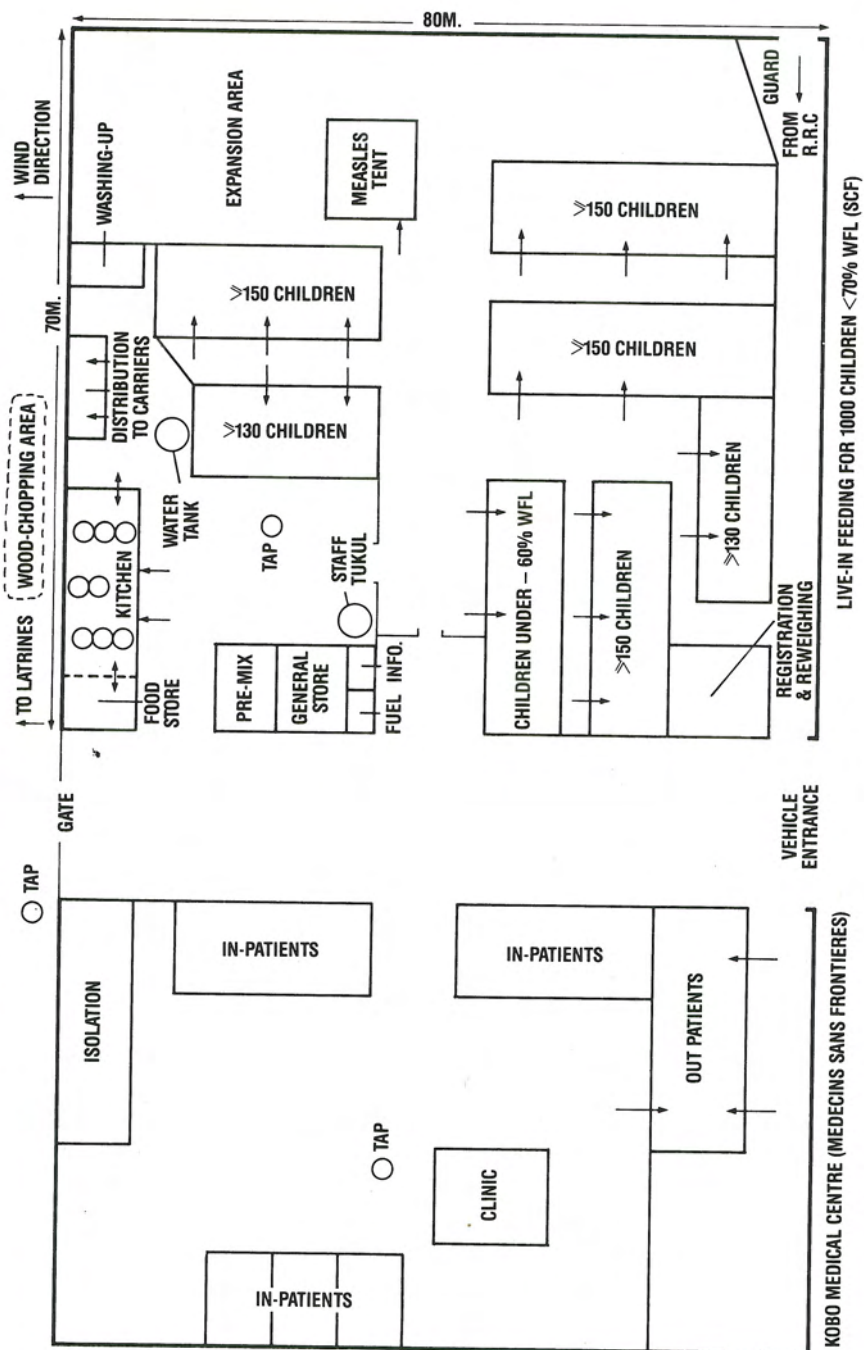 TO LATRINES
WOOD-CHOPPING AREA
70M.
WIND
DIRECTION
80M.
GATE
TAP
FOOD
STORE
KITCHEN
DISTRIBUTION
TO CARRIERS
WASHING-UP
WATER
TANK
EXPANSION AREA
PRE-MIX
GENERAL
STORE
FUEL
INFO.
TAP
STAFF
TUKUL
⩾130 CHILDREN
⩾150 CHILDREN
MEASLES
TENT
CHILDREN UNDER – 60% WFL
⩾150 CHILDREN
⩾130 CHILDREN
⩾150 CHILDREN
⩾150 CHILDREN
REGISTRATION
& REWEIGHING
GUARD
FROM
R.R.C
LIVE-IN FEEDING FOR 1000 CHILDREN <70% WFL (SCF)
VEHICLE
ENTRANCE
ISOLATION
IN-PATIENTS
IN-PATIENTS
IN-PATIENTS
TAP
CLINIC
OUT PATIENTS
KOBO MEDICAL CENTRE (MEDECINS SANS FRONTIERES)